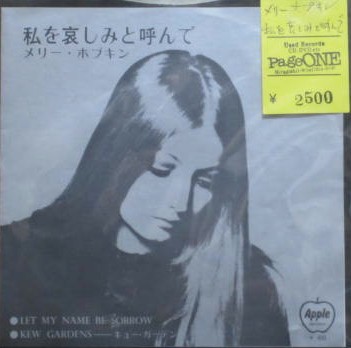 私を哀しみと呼んで
メリー・ホプキン
メリーホプキン
私を哀しみと呼んで
Used Records
PageONE
¥ 2500
Apple
●LET MY NAME BE SORROW
●KEW GARDENS——キュー・ガーデン